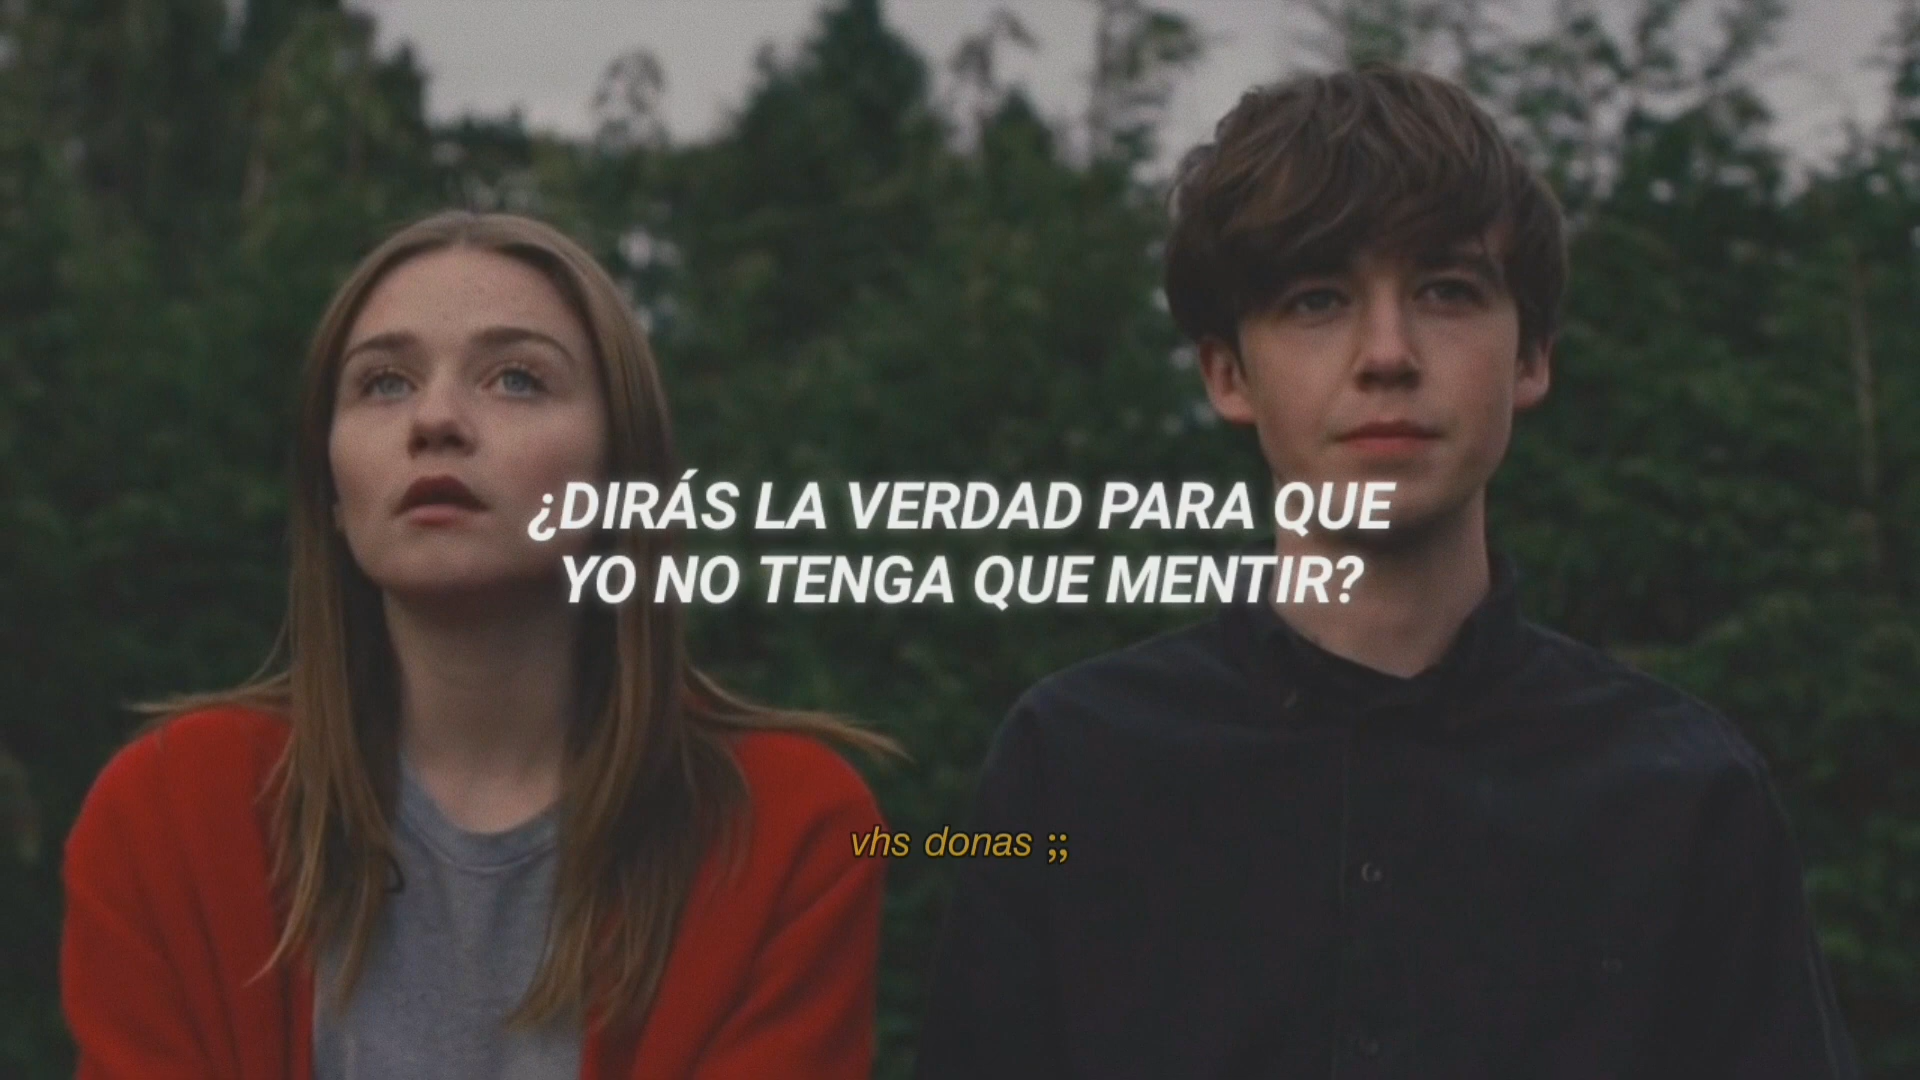 ¿DIRÁS LA VERDAD PARA QUE
YO NO TENGA QUE MENTIR?
vhs donas ;;